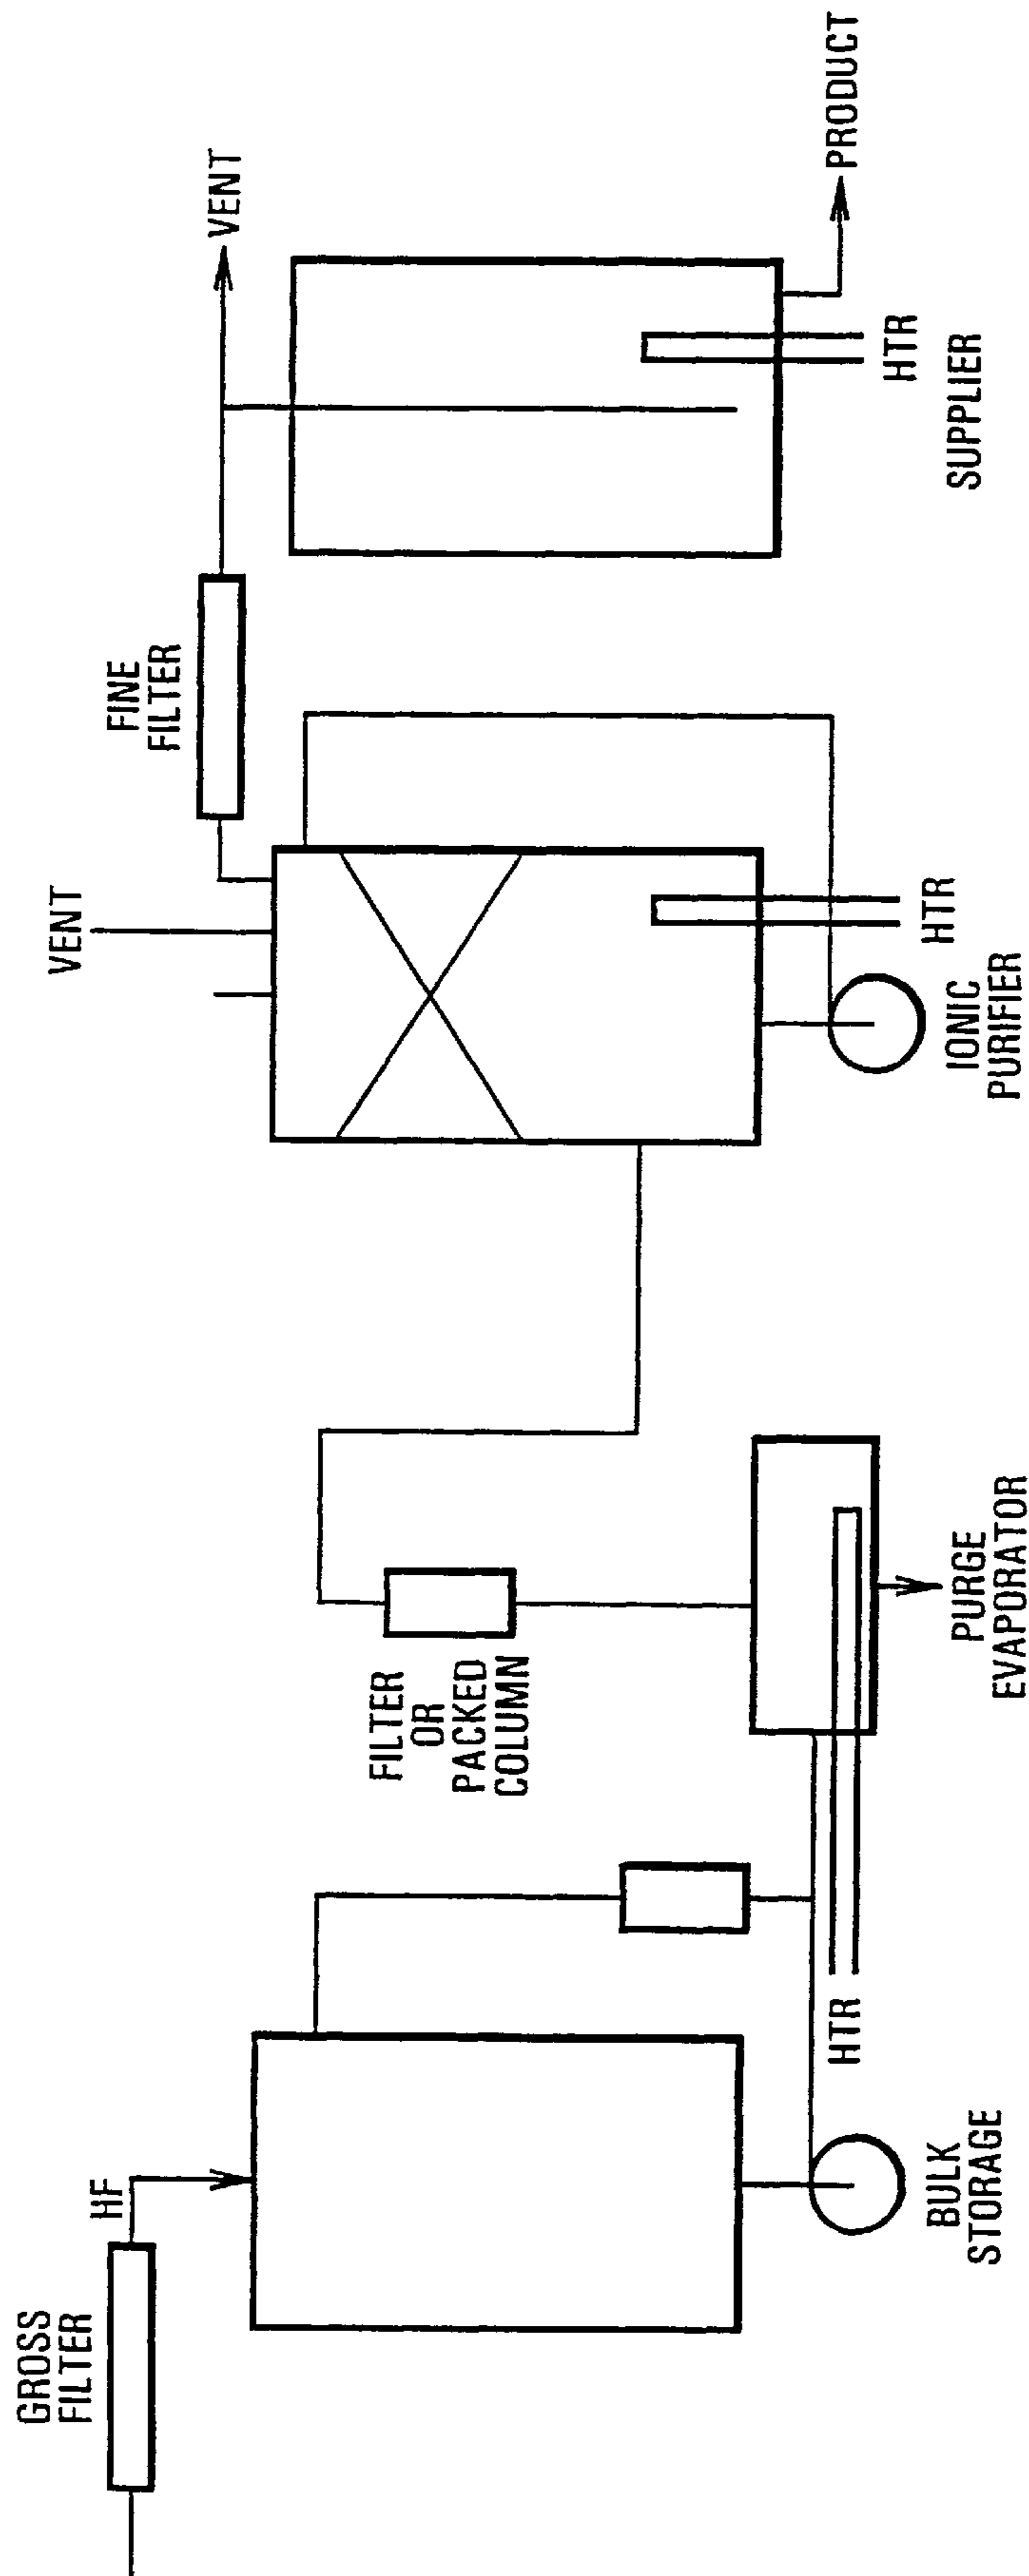 GROSS
FILTER
HF
BULK
STORAGE
HTR
FILTER
OR
PACKED
COLUMN
PURGE
EVAPORATOR
VENT
IONIC
PURIFIER
HTR
FINE
FILTER
VENT
HTR
SUPPLIER
PRODUCT